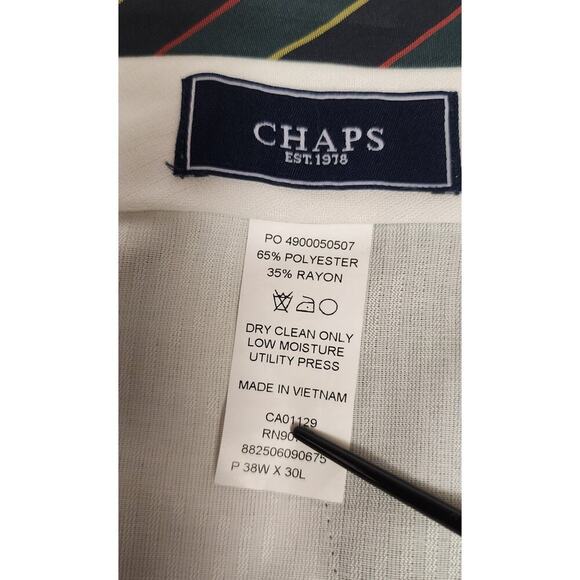 CHAPS
EST. 1978
PO 4900050507
65% POLYESTER
35% RAYON
DRY CLEAN ONLY
LOW MOISTURE
UTILITY PRESS
MADE IN VIETNAM
CA01129
882506090675
P 38W X 30L